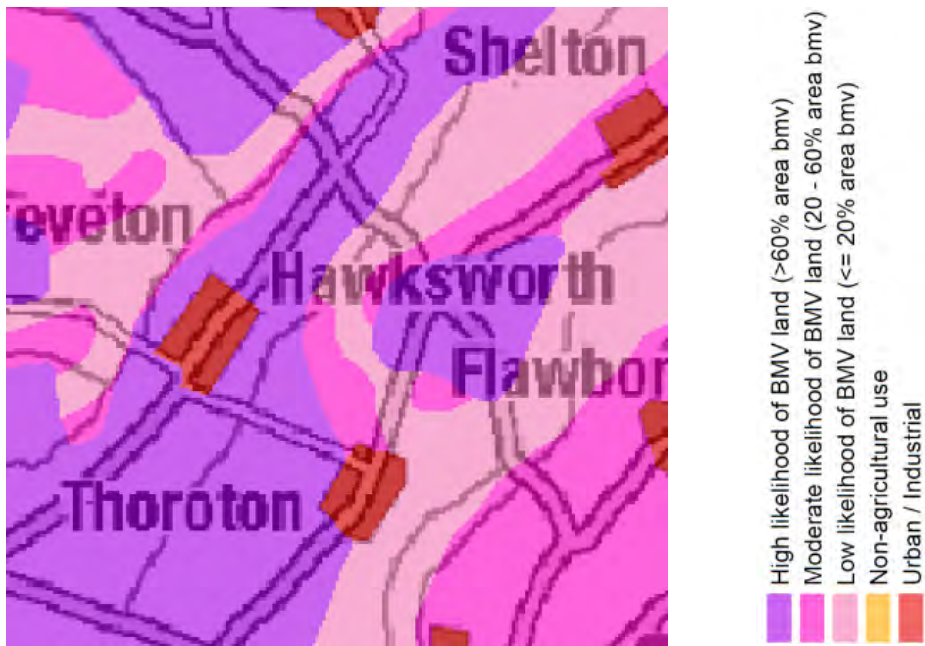 Shelton
eveton
Hawksworth
Flawbor
Thoroton
High likelihood of BMV land (>60% area bmv)
Moderate likelihood of BMV land (20 - 60% area bmv)
Low likelihood of BMV land (<= 20% area bmv)
Non-agricultural use
Urban / Industrial